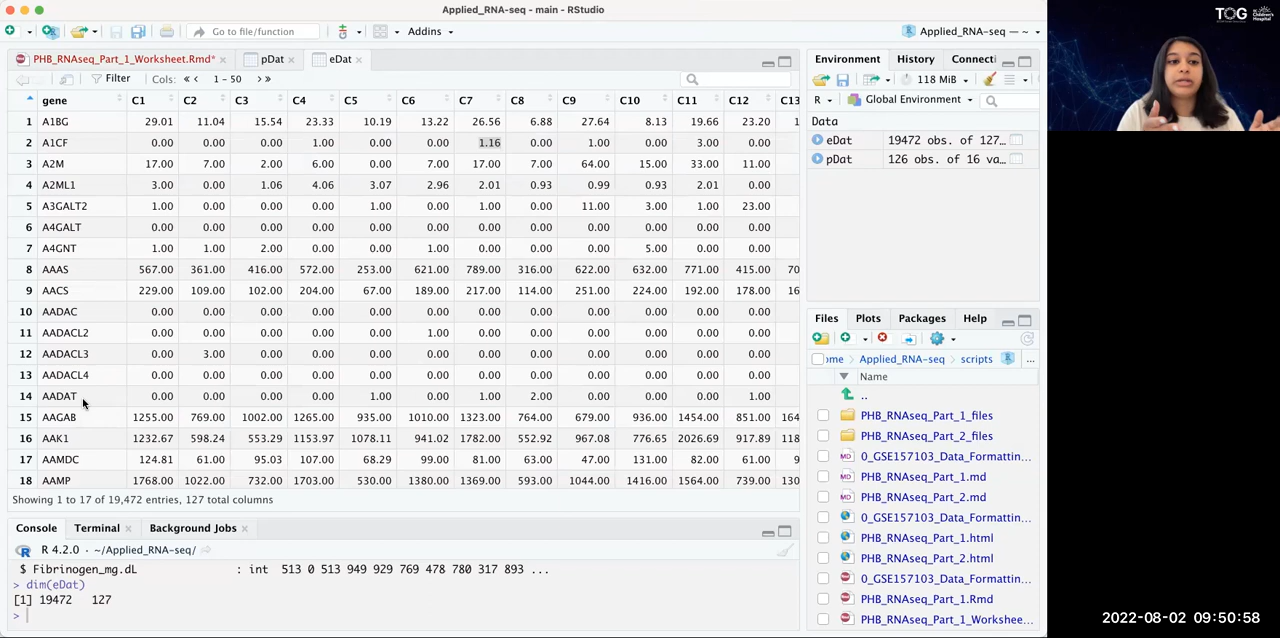 Applied_RNA-seq - main - RStudio
Go to file/function Addins Applied_RNA-seq — ~
PHB_RNAseq_Part_1_Worksheet.Rmd* pDat eDat
Filter Cols: 1 - 50
gene C1 C2 C3 C4 C5 C6 C7 C8 C9 C10 C11 C12 C13
1 A1BG 29.01 11.04 15.54 23.33 10.19 13.22 26.56 6.88 27.64 8.13 19.66 23.20 1
2 A1CF 0.00 0.00 0.00 1.00 0.00 0.00 1.16 0.00 1.00 0.00 3.00 0.00
3 A2M 17.00 7.00 2.00 6.00 0.00 7.00 17.00 7.00 64.00 15.00 33.00 11.00
4 A2ML1 3.00 0.00 1.06 4.06 3.07 2.96 2.01 0.93 0.99 0.93 2.01 0.00
5 A3GALT2 1.00 0.00 0.00 0.00 1.00 0.00 1.00 0.00 11.00 3.00 1.00 23.00
6 A4GALT 0.00 0.00 0.00 0.00 0.00 0.00 0.00 0.00 0.00 0.00 0.00 0.00
7 A4GNT 1.00 1.00 2.00 0.00 0.00 1.00 0.00 0.00 0.00 5.00 0.00 0.00
8 AAAS 567.00 361.00 416.00 572.00 253.00 621.00 789.00 316.00 622.00 632.00 771.00 415.00 70
9 AACS 229.00 109.00 102.00 204.00 67.00 189.00 217.00 114.00 251.00 224.00 192.00 178.00 16
10 AADAC 0.00 0.00 0.00 0.00 0.00 0.00 0.00 0.00 0.00 0.00 0.00 0.00
11 AADACL2 0.00 0.00 0.00 0.00 0.00 1.00 0.00 0.00 0.00 0.00 0.00 0.00
12 AADACL3 0.00 3.00 0.00 0.00 0.00 0.00 0.00 0.00 0.00 0.00 0.00 0.00
13 AADACL4 0.00 0.00 0.00 0.00 0.00 0.00 0.00 0.00 0.00 0.00 0.00 0.00
14 AADAT 0.00 0.00 0.00 0.00 1.00 0.00 1.00 2.00 0.00 0.00 0.00 1.00
15 AAGAB 1255.00 769.00 1002.00 1265.00 935.00 1010.00 1323.00 764.00 679.00 936.00 1454.00 851.00 164
16 AAK1 1232.67 598.24 553.29 1153.97 1078.11 941.02 1782.00 552.92 967.08 776.65 2026.69 917.89 118
17 AAMDC 124.81 61.00 95.03 107.00 68.29 99.00 81.00 63.00 47.00 131.00 82.00 61.00 9
18 AAMP 1768.00 1022.00 732.00 1703.00 530.00 1380.00 1369.00 593.00 1044.00 1416.00 1564.00 739.00 130
Showing 1 to 17 of 19,472 entries, 127 total columns
Console Terminal Background Jobs
R 4.2.0 · ~/Applied_RNA-seq/
$ Fibrinogen_mg.dL : int 513 0 513 949 929 769 478 780 317 893 ...
> dim(eDat)
[1] 19472 127
>
Environment History Connecti
118 MiB
R Global Environment
Data
eDat 19472 obs. of 127…
pDat 126 obs. of 16 va…
Files Plots Packages Help
ome Applied_RNA-seq scripts ...
Name
..
PHB_RNAseq_Part_1_files
PHB_RNAseq_Part_2_files
0_GSE157103_Data_Formattin...
PHB_RNAseq_Part_1.md
PHB_RNAseq_Part_2.md
0_GSE157103_Data_Formattin...
PHB_RNAseq_Part_1.html
PHB_RNAseq_Part_2.html
0_GSE157103_Data_Formattin...
PHB_RNAseq_Part_1.Rmd
PHB_RNAseq_Part_1_Workshee...
TOG
BC Children's Hospital
2022-08-02 09:50:58